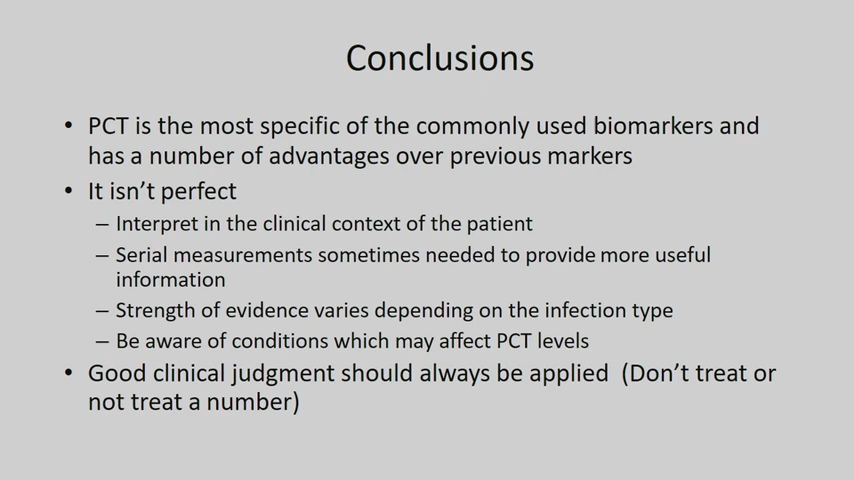 Conclusions
• PCT is the most specific of the commonly used biomarkers and
has a number of advantages over previous markers
• It isn't perfect
– Interpret in the clinical context of the patient
– Serial measurements sometimes needed to provide more useful
information
– Strength of evidence varies depending on the infection type
– Be aware of conditions which may affect PCT levels
• Good clinical judgment should always be applied  (Don't treat or
not treat a number)